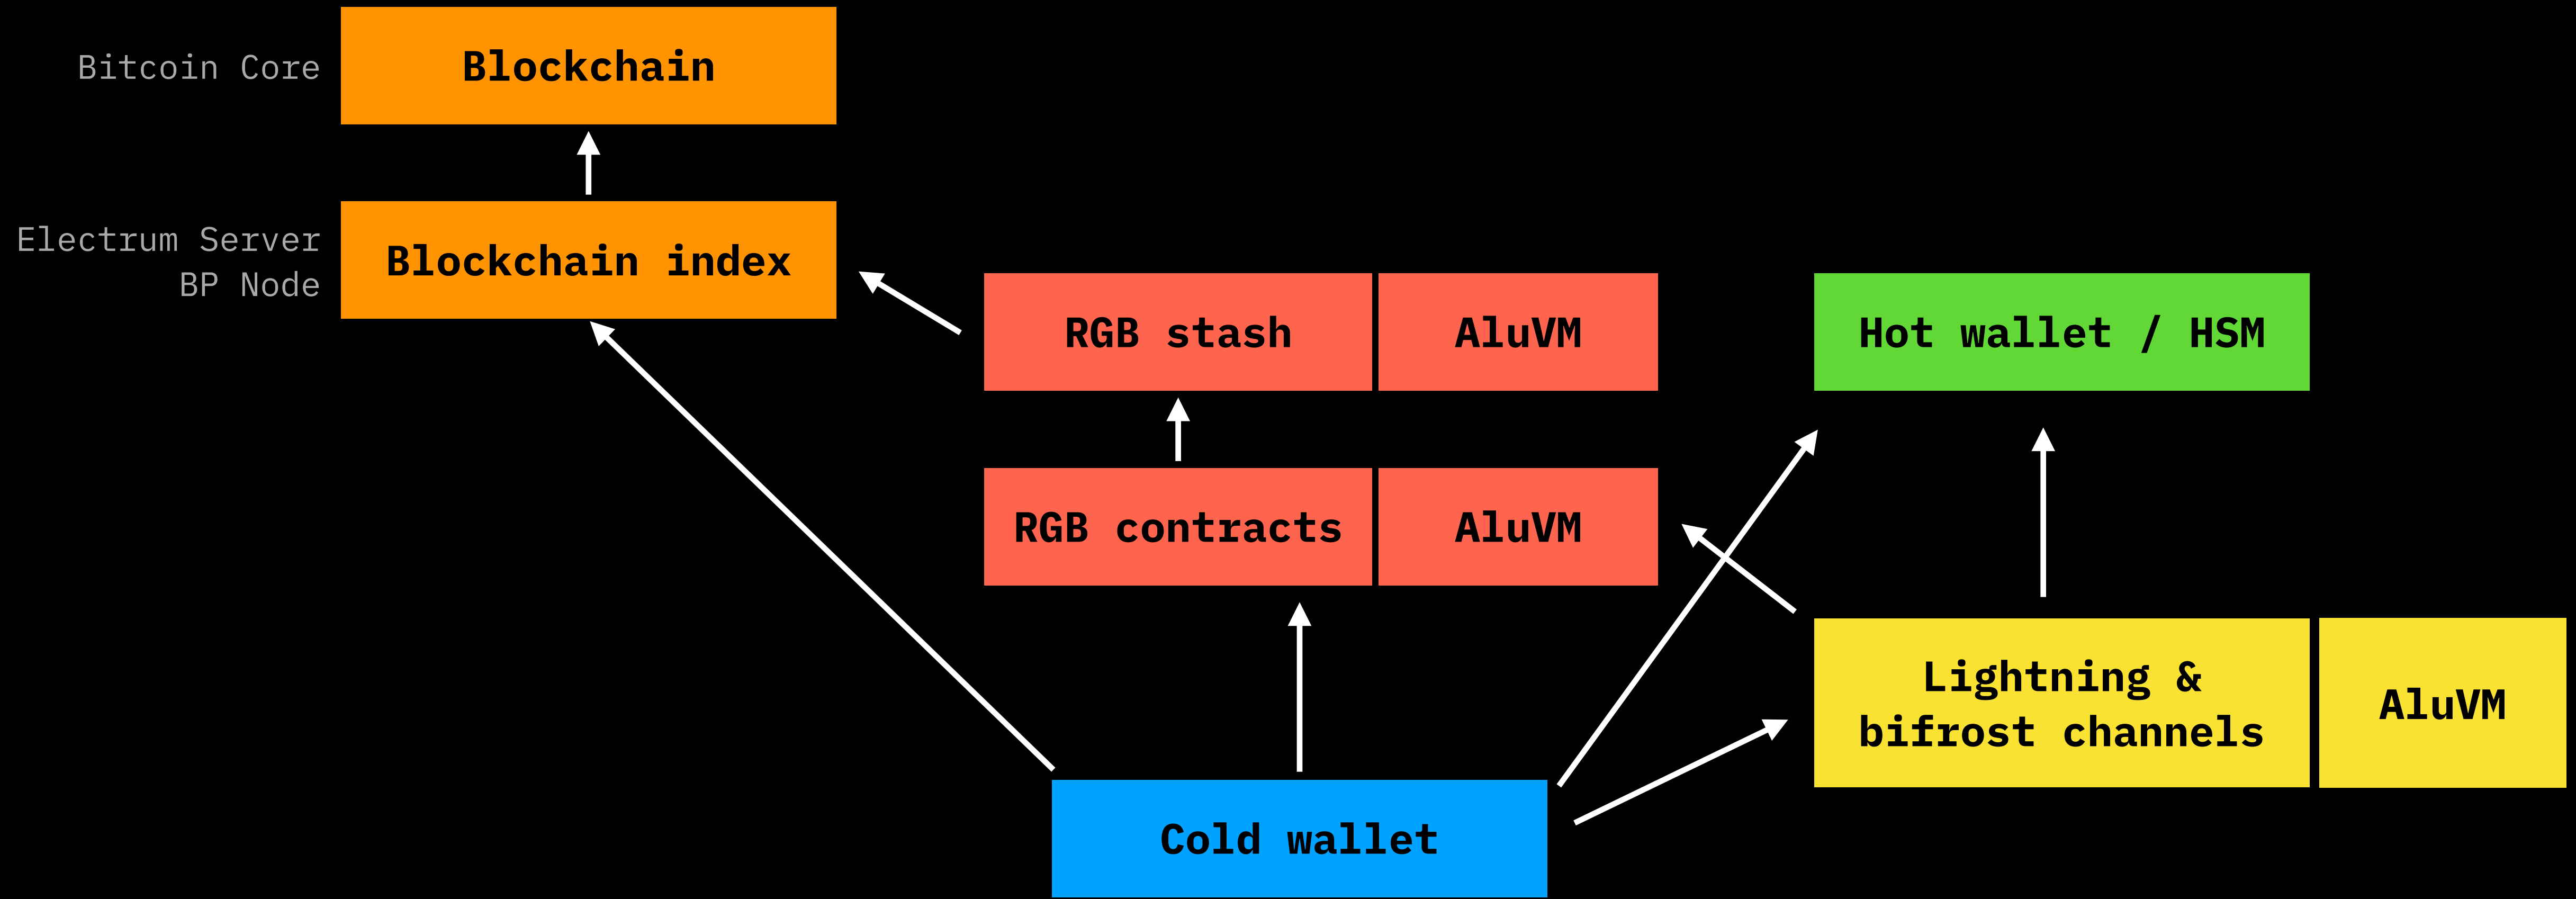 Bitcoin Core
Blockchain
Electrum Server
BP Node
Blockchain index
RGB stash
AluVM
Hot wallet / HSM
RGB contracts
AluVM
Lightning &
bifrost channels
AluVM
Cold wallet